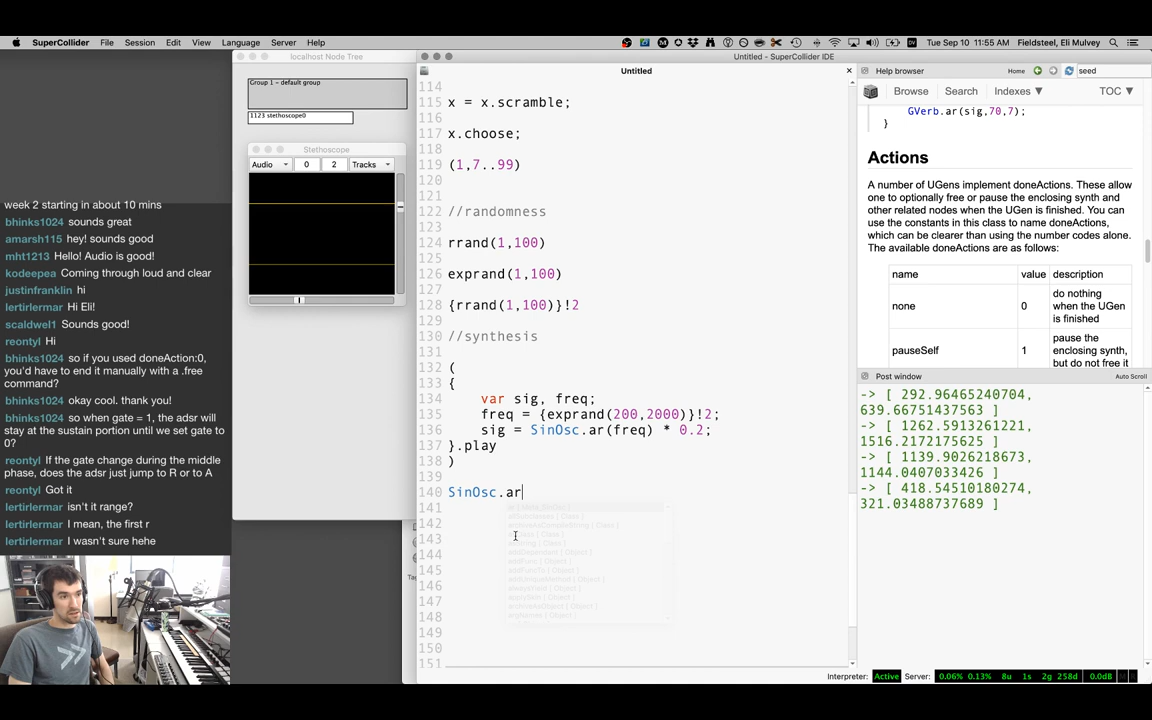 SuperCollider File Session Edit View Language Server Help
Tue Sep 10 11:55 AM Fieldsteel, Eli Mulvey
week 2 starting in about 10 mins
bhinks1024 sounds great
amarsh115 hey! sounds good
mht1213 Hello! Audio is good!
kodeepea Coming through loud and clear
justinfranklin hi
lertirlermar Hi Eli!
scaldwel1 Sounds good!
reontyl Hi
bhinks1024 so if you used doneAction:0,
you'd have to end it manually with a .free
command?
bhinks1024 okay cool. thank you!
bhinks1024 so when gate = 1, the adsr will
stay at the sustain portion until we set gate to
0?
reontyl If the gate change during the middle
phase, does the adsr just jump to R or to A
reontyl Got it
lertirlermar isn't it range?
lertirlermar I mean, the first r
lertirlermar I wasn't sure hehe
localhost Node Tree
Group 1 - default group
1123 stethoscope0
Stethoscope
Audio 0 2 Tracks
Untitled - SuperCollider IDE
Untitled
114
115 x = x.scramble;
116
117 x.choose;
118
119 (1,7..99)
120
121
122 //randomness
123
124 rrand(1,100)
125
126 exprand(1,100)
127
128 {rrand(1,100)}!2
129
130 //synthesis
131
132 (
133 {
134 var sig, freq;
135 freq = {exprand(200,2000)}!2;
136 sig = SinOsc.ar(freq) * 0.2;
137 }.play
138 )
139
140 SinOsc.ar
141
142
143
144
145
146
147
148
149
150
151
Help browser Home seed
Browse Search Indexes ▼ TOC ▼
GVerb.ar(sig,70,7);
}
Actions
A number of UGens implement doneActions. These allow
one to optionally free or pause the enclosing synth and
other related nodes when the UGen is finished. You can
use the constants in this class to name doneActions,
which can be clearer than using the number codes alone.
The available doneActions are as follows:
name value description
none 0 do nothing
when the UGen
is finished
pauseSelf 1 pause the
enclosing synth,
but do not free it
Post window Auto Scroll
-> [ 292.96465240704,
639.66751437563 ]
-> [ 1262.5913261221,
1516.2172175625 ]
-> [ 1139.9026218673,
1144.0407033426 ]
-> [ 418.54510180274,
321.03488737689 ]
Interpreter: Active Server: 0.06% 0.13% 8u 1s 2g 258d 0.0dB